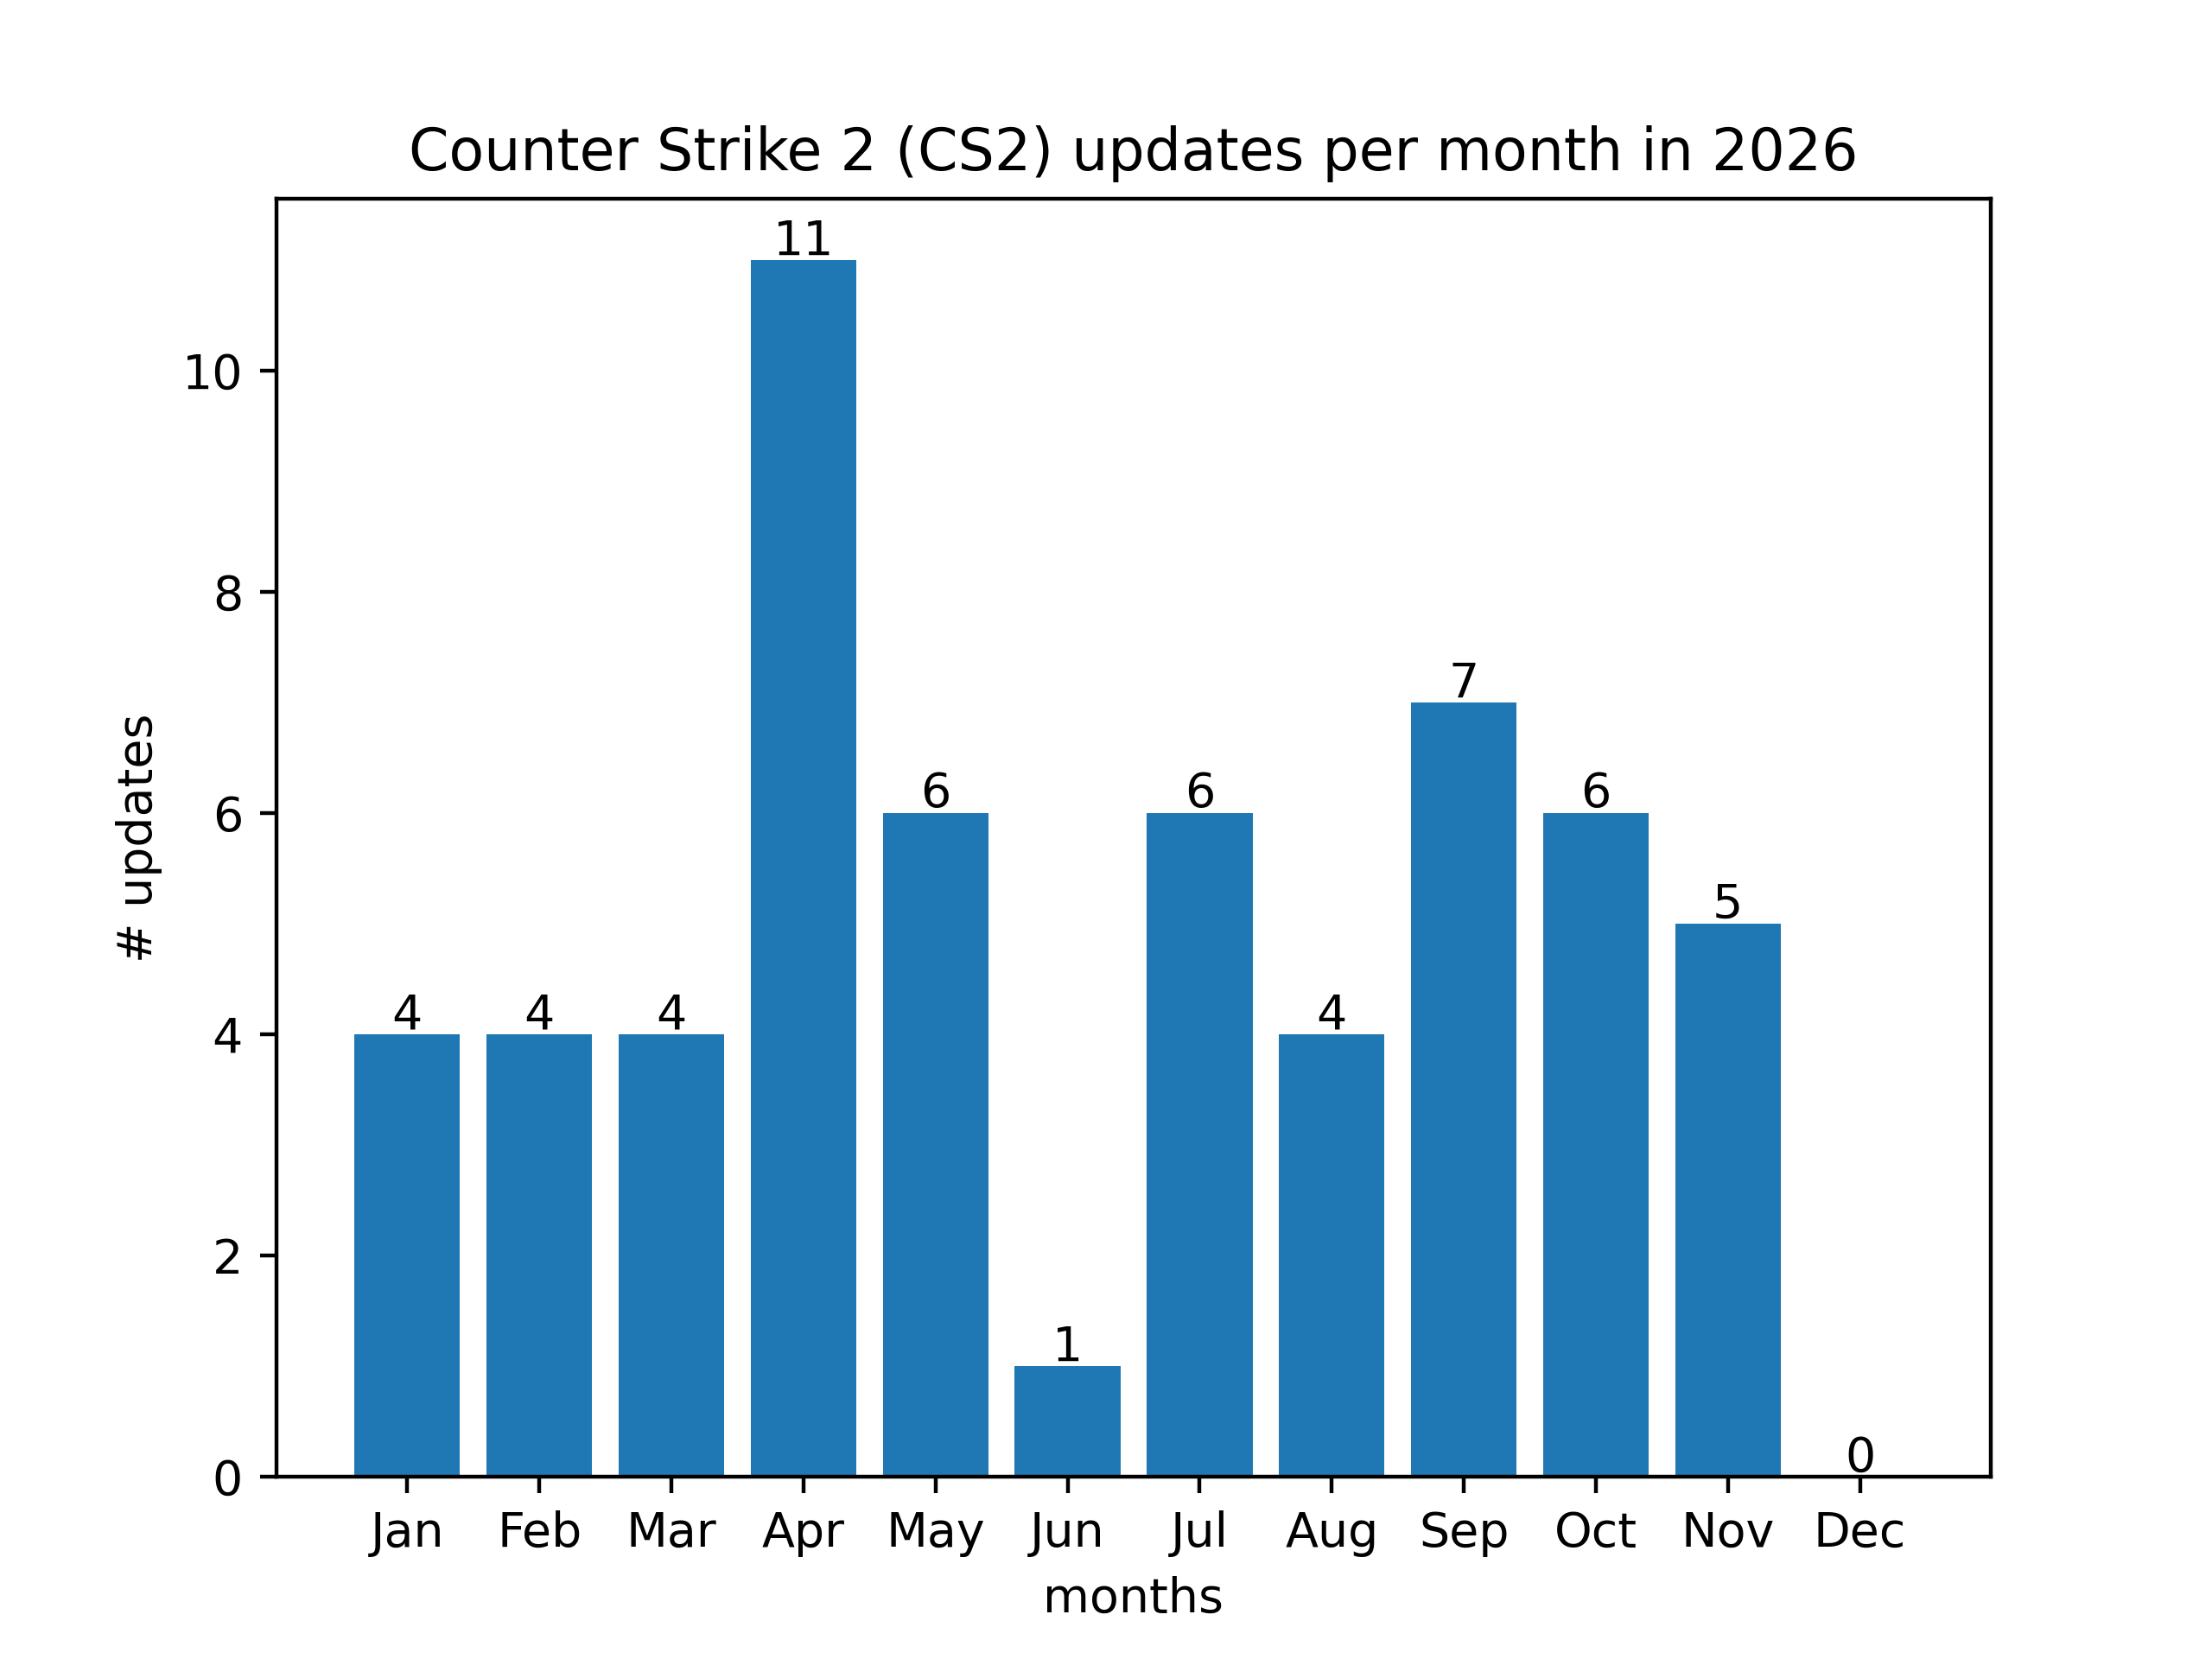 Counter Strike 2 (CS2) updates per month in 2026
11
10
8
7
6
6 6 6
5
4
4 4 4 4
2
1
0
0
# updates
Jan Feb Mar Apr May Jun Jul Aug Sep Oct Nov Dec
months